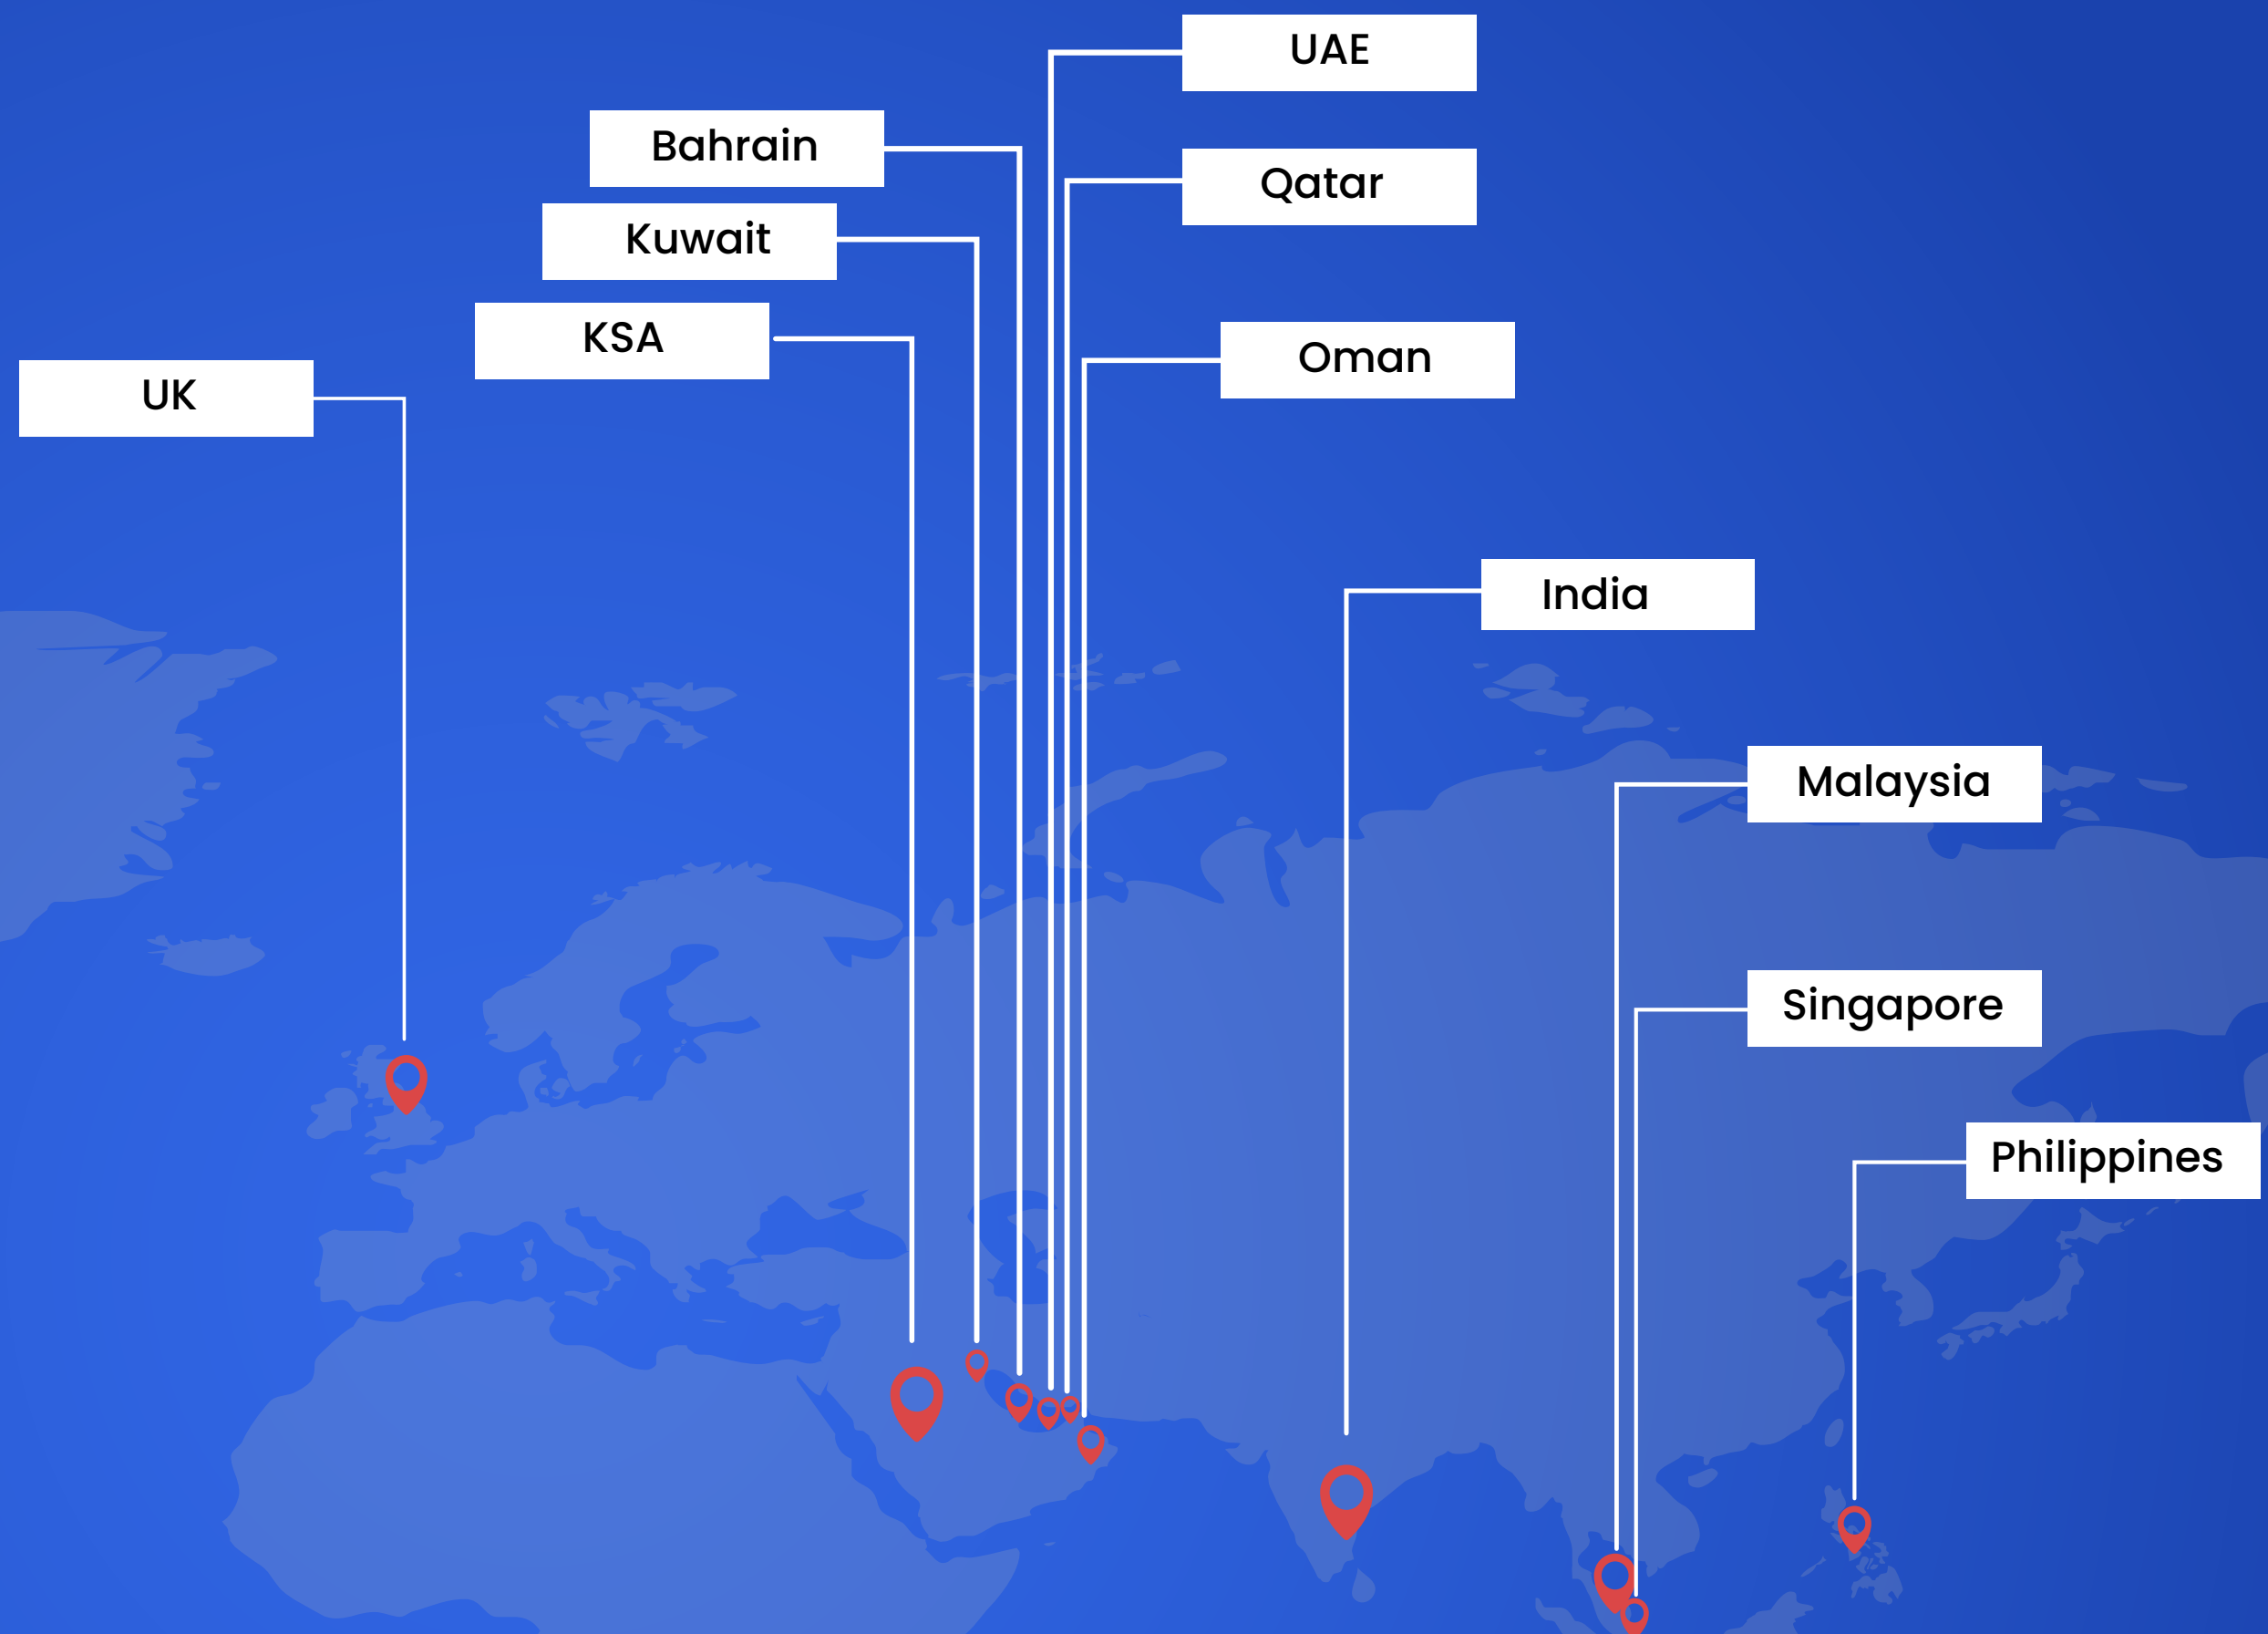 UAE
Bahrain
Qatar
Kuwait
KSA
Oman
UK
India
Malaysia
Singapore
Philippines